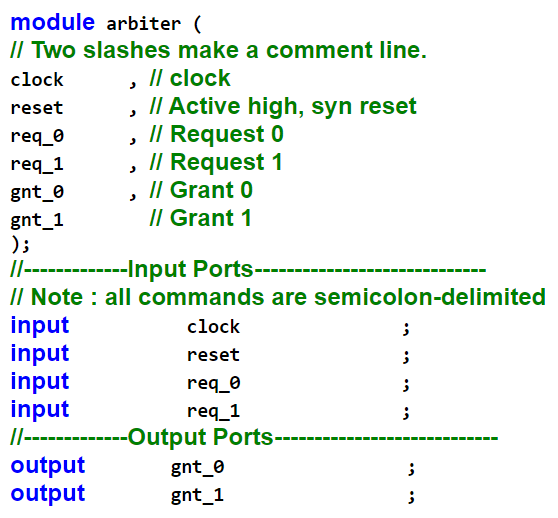 module arbiter (
// Two slashes make a comment line.
clock      , // clock
reset      , // Active high, syn reset
req_0      , // Request 0
req_1      , // Request 1
gnt_0      , // Grant 0
gnt_1        // Grant 1
);
//-------------Input Ports-----------------------------
// Note : all commands are semicolon-delimited
input           clock               ;
input           reset               ;
input           req_0               ;
input           req_1               ;
//-------------Output Ports----------------------------
output        gnt_0                 ;
output        gnt_1                 ;